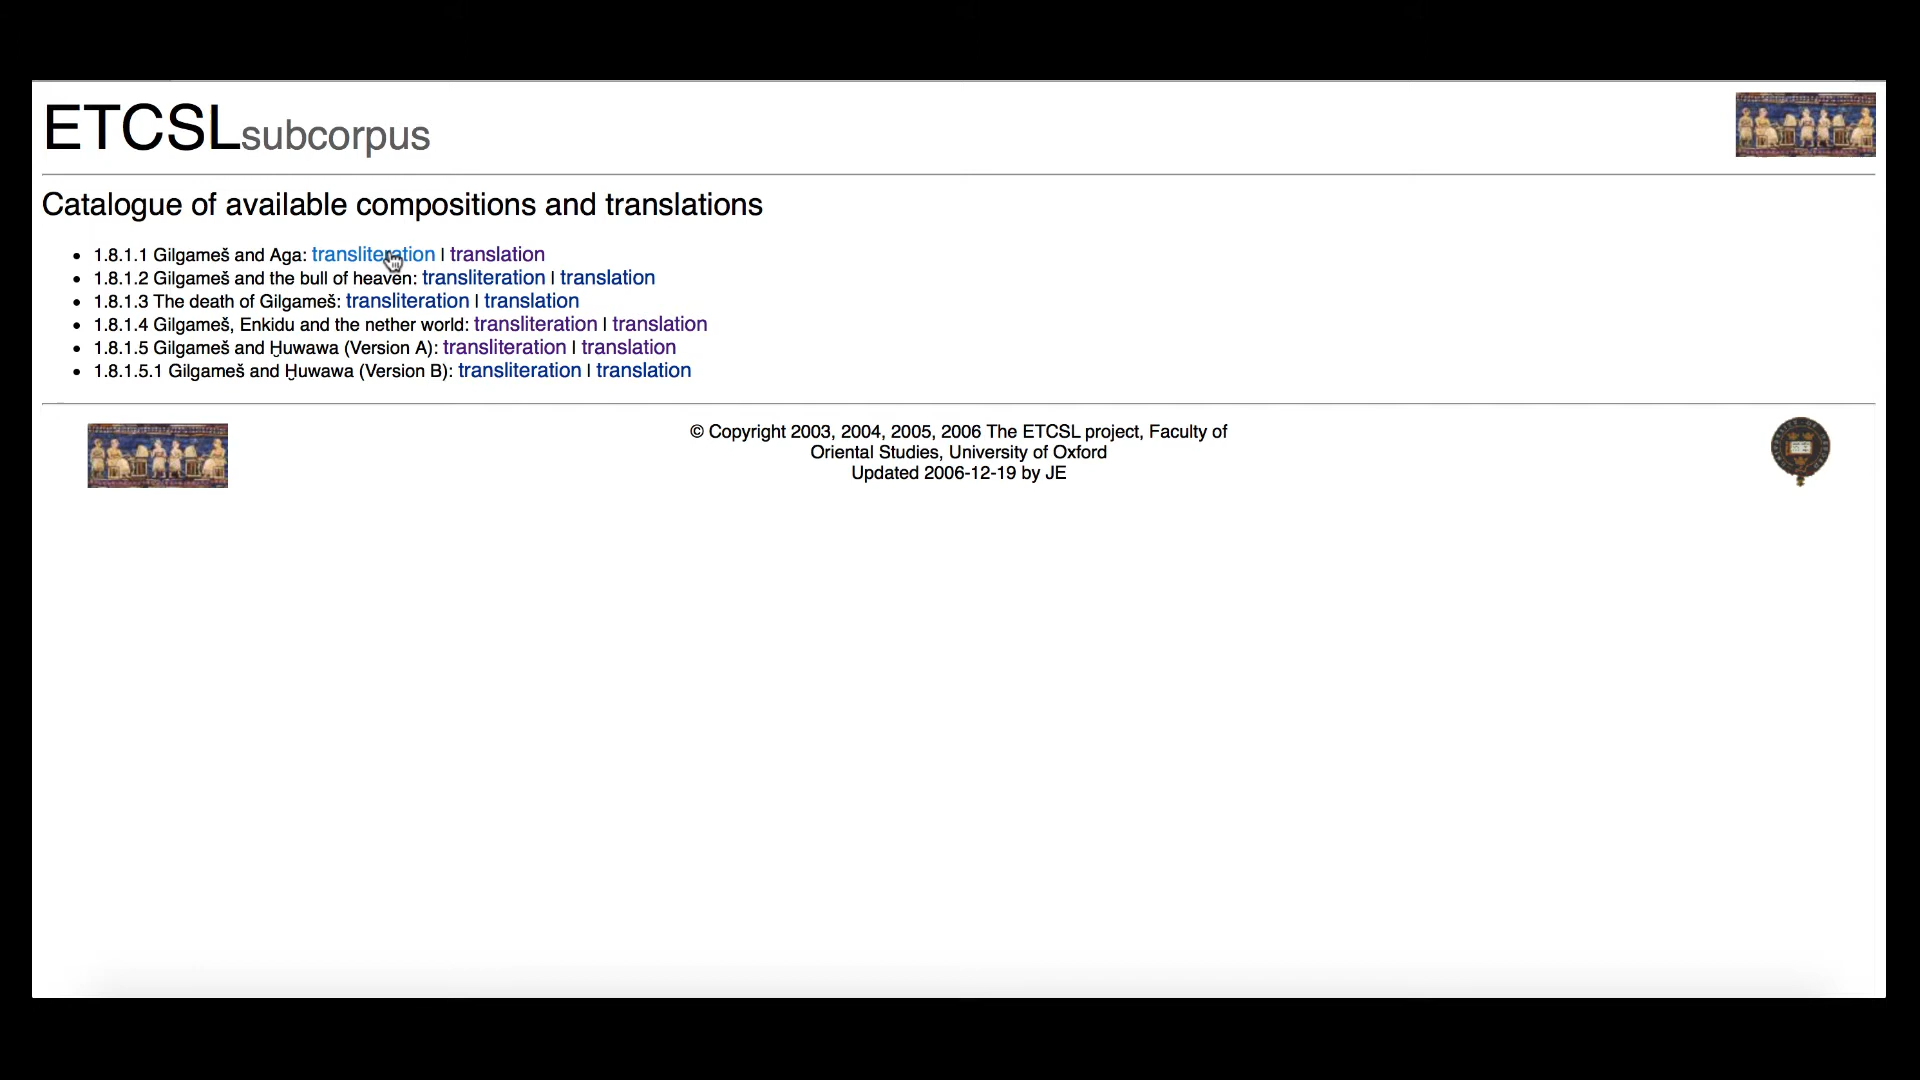 ETCSLsubcorpus
Catalogue of available compositions and translations
• 1.8.1.1 Gilgameš and Aga: transliteration | translation
• 1.8.1.2 Gilgameš and the bull of heaven: transliteration | translation
• 1.8.1.3 The death of Gilgameš: transliteration | translation
• 1.8.1.4 Gilgameš, Enkidu and the nether world: transliteration | translation
• 1.8.1.5 Gilgameš and Ḫuwawa (Version A): transliteration | translation
• 1.8.1.5.1 Gilgameš and Ḫuwawa (Version B): transliteration | translation
© Copyright 2003, 2004, 2005, 2006 The ETCSL project, Faculty of
Oriental Studies, University of Oxford
Updated 2006-12-19 by JE